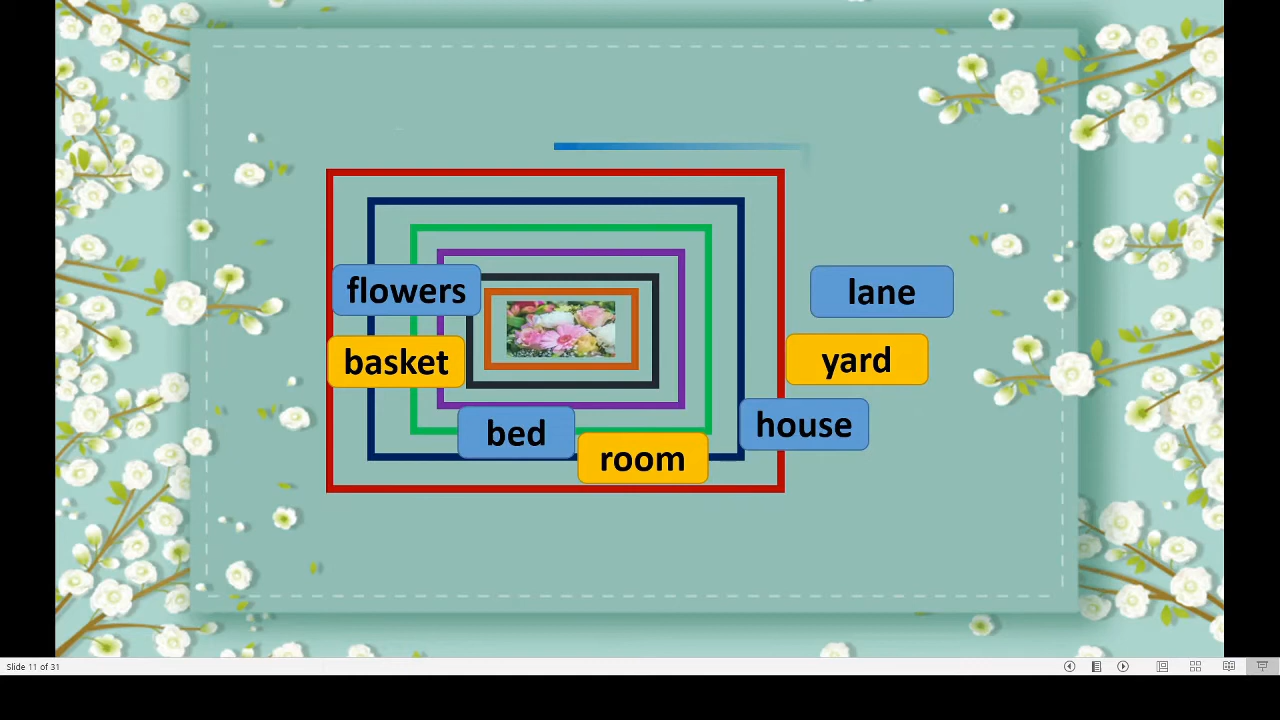 flowers
lane
basket
yard
bed
house
room
Slide 11 of 31